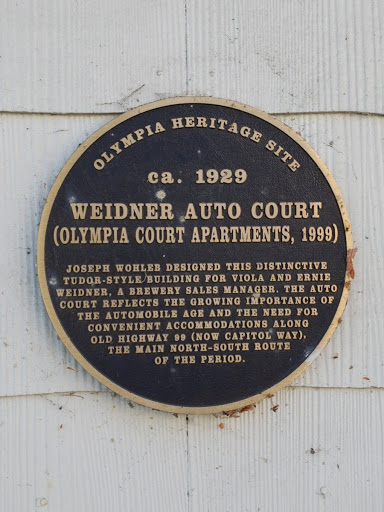 OLYMPIA HERITAGE SITE
ca. 1929
WEIDNER AUTO COURT
(OLYMPIA COURT APARTMENTS, 1999)
JOSEPH WOHLEB DESIGNED THIS DISTINCTIVE
TUDOR-STYLE BUILDING FOR VIOLA AND ERNIE
WEIDNER, A BREWERY SALES MANAGER. THE AUTO
COURT REFLECTS THE GROWING IMPORTANCE OF
THE AUTOMOBILE AGE AND THE NEED FOR
CONVENIENT ACCOMMODATIONS ALONG
OLD HIGHWAY 99 (NOW CAPITOL WAY),
THE MAIN NORTH-SOUTH ROUTE
OF THE PERIOD.